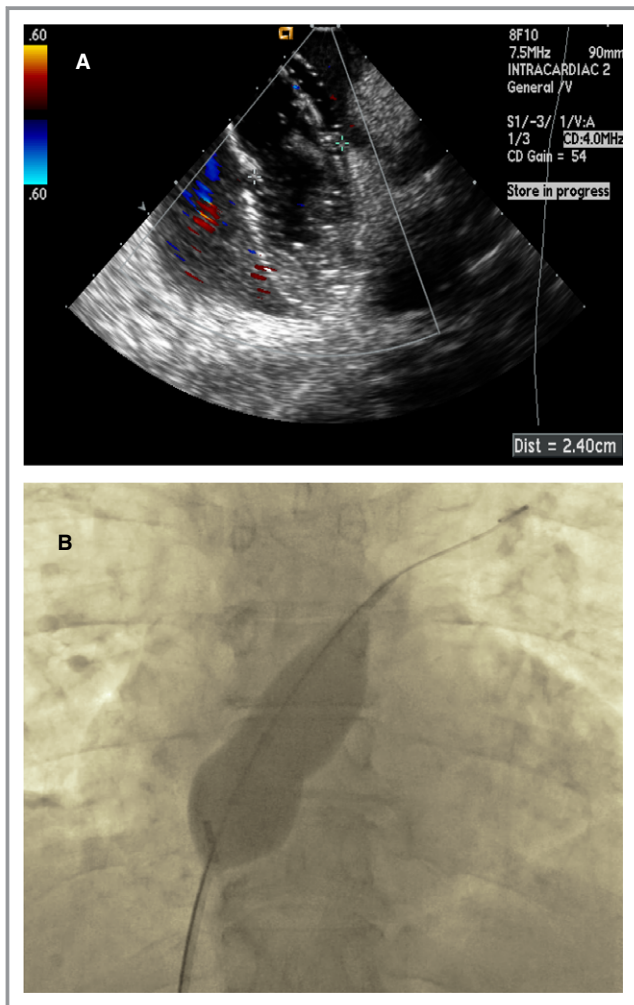 .60
.60
A
8F10
7.5MHz 90mm
INTRACARDIAC 2
General /V
S1/-3/ 1/V:A
1/3 CD:4.0MHz
CD Gain = 54
Store in progress
Dist = 2.40cm
B